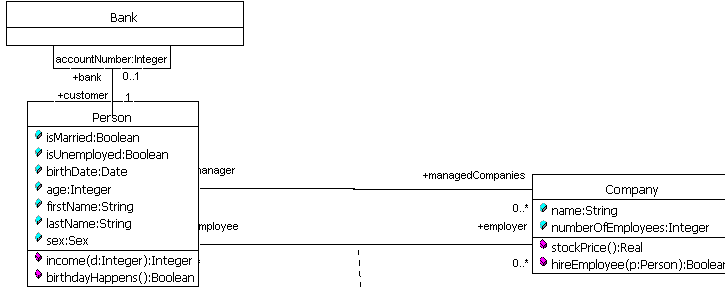 Bank
accountNumber:Integer
+bank 0..1
+customer 1
Person
isMarried:Boolean
isUnemployed:Boolean
birthDate:Date
age:Integer
firstName:String
lastName:String
sex:Sex
income(d:Integer):Integer
birthdayHappens():Boolean
nanager
+managedCompanies
0..*
mployee
+employer
0..*
Company
name:String
numberOfEmployees:Integer
stockPrice():Real
hireEmployee(p:Person):Boolean